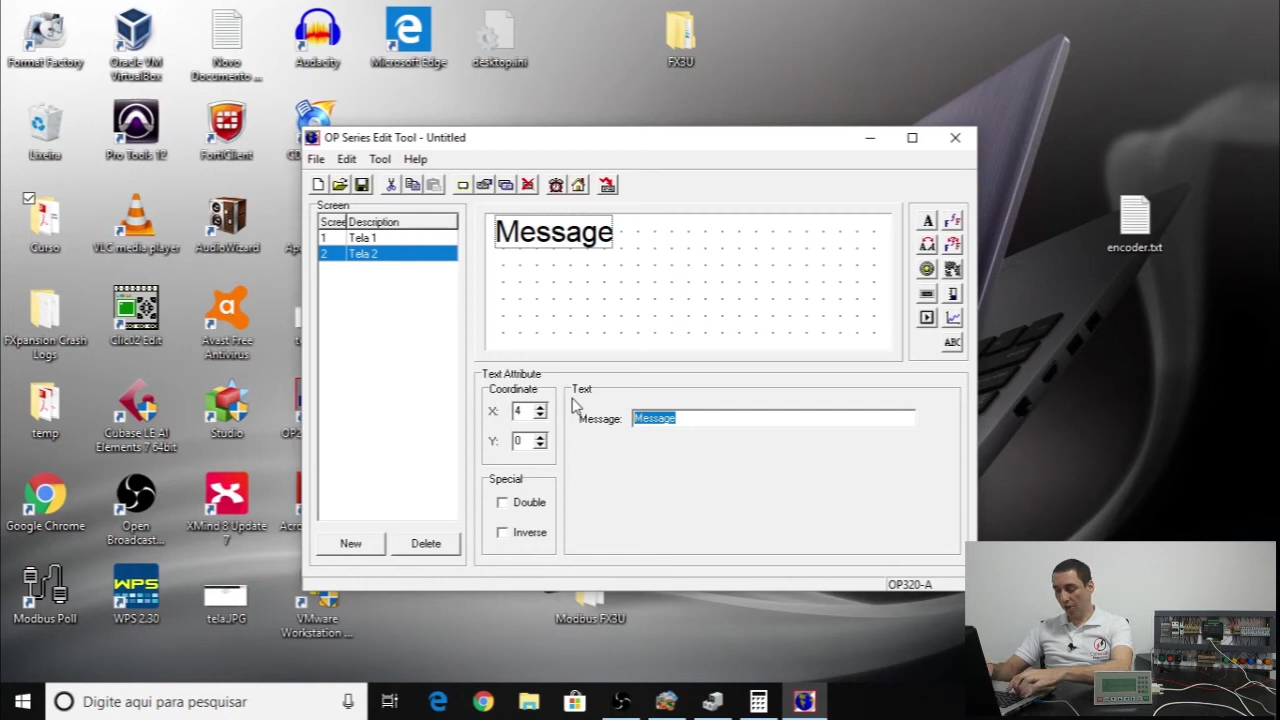 Format Factory
Oracle VM
VirtualBox
Novo
Documento ...
Audacity
Microsoft Edge
desktop.ini
FX3U
Lixeira
Pro Tools 12
FortiClient
Curso
VLC media player
AudioWizard
FXpansion Crash
Logs
Clic02 Edit
Avast Free
Antivirus
temp
Cubase LE AI
Elements 7 64bit
Studio
Google Chrome
Open
Broadcast...
XMind 8 Update
7
Modbus Poll
WPS 2.30
tela.JPG
VMware
Workstation ...
Modbus FX3U
encoder.txt
OP Series Edit Tool - Untitled
File Edit Tool Help
Screen
Scree Description
1 Tela 1
2 Tela 2
New
Delete
Message
A
ABC
Text Attribute
Coordinate
X: 4
Y: 0
Special
Double
Inverse
Text
Message: Message
OP320-A
Digite aqui para pesquisar